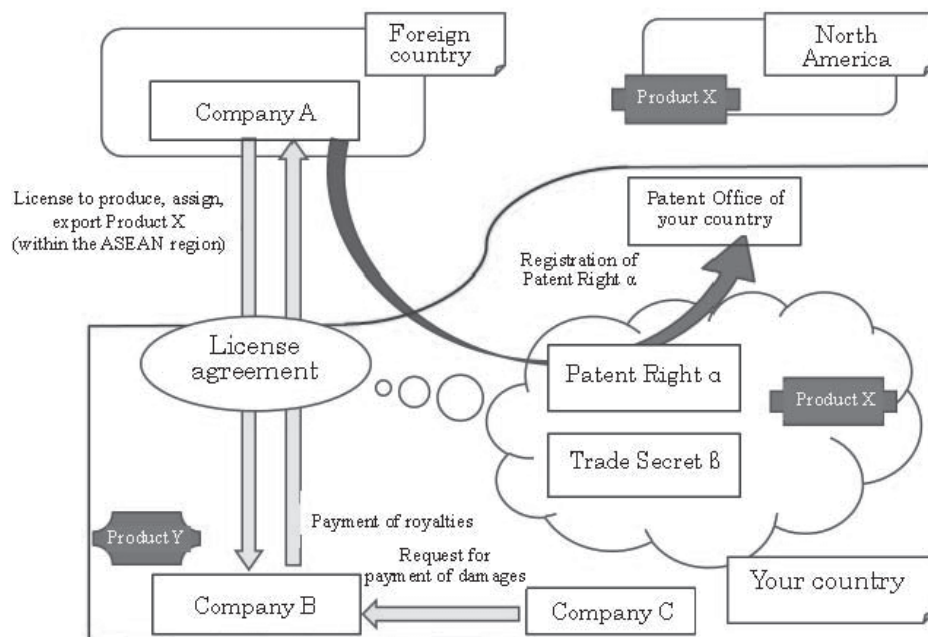 Foreign
country
North
America
Product X
Company A
License to produce, assign,
export Product X
(within the ASEAN region)
Patent Office of
your country
Registration of
Patent Right α
License
agreement
Patent Right α
Product X
Trade Secret ß
Payment of royalties
Product Y
Request for
payment of damages
Your country
Company B
Company C